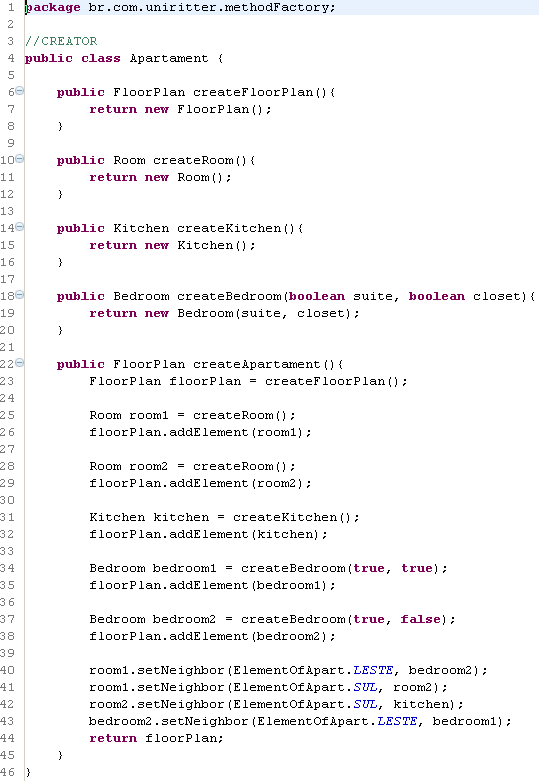 1 package br.com.uniritter.methodFactory;
2
3 //CREATOR
4 public class Apartament {
5
6     public FloorPlan createFloorPlan(){
7         return new FloorPlan();
8     }
9
10     public Room createRoom(){
11         return new Room();
12     }
13
14     public Kitchen createKitchen(){
15         return new Kitchen();
16     }
17
18     public Bedroom createBedroom(boolean suite, boolean closet){
19         return new Bedroom(suite, closet);
20     }
21
22     public FloorPlan createApartament(){
23         FloorPlan floorPlan = createFloorPlan();
24
25         Room room1 = createRoom();
26         floorPlan.addElement(room1);
27
28         Room room2 = createRoom();
29         floorPlan.addElement(room2);
30
31         Kitchen kitchen = createKitchen();
32         floorPlan.addElement(kitchen);
33
34         Bedroom bedroom1 = createBedroom(true, true);
35         floorPlan.addElement(bedroom1);
36
37         Bedroom bedroom2 = createBedroom(true, false);
38         floorPlan.addElement(bedroom2);
39
40         room1.setNeighbor(ElementOfApart.LESTE, bedroom2);
41         room1.setNeighbor(ElementOfApart.SUL, room2);
42         room2.setNeighbor(ElementOfApart.SUL, kitchen);
43         bedroom2.setNeighbor(ElementOfApart.LESTE, bedroom1);
44         return floorPlan;
45     }
46 }